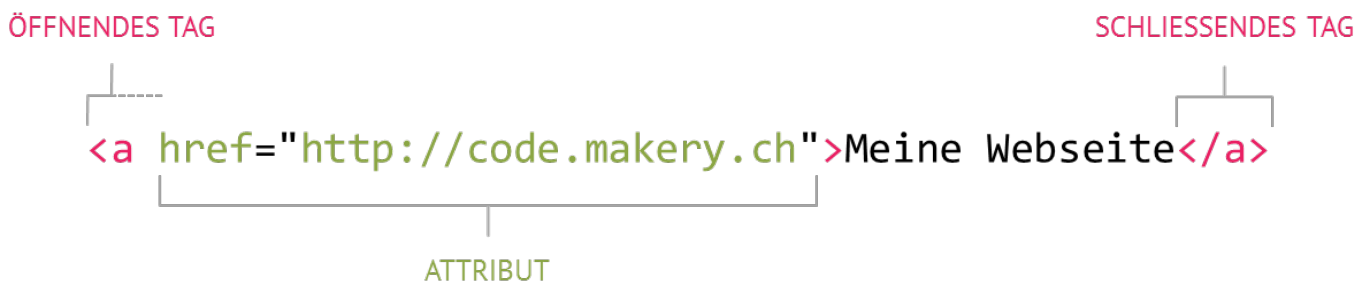 ÖFFNENDES TAG
SCHLIESSENDES TAG
<a href="http://code.makery.ch">Meine Webseite</a>
ATTRIBUT